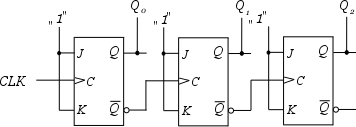 Q₀ Q₁ Q₂
„1" „1" „1"
J Q J Q J Q
CLK C C C
K Q̅ K Q̅ K Q̅